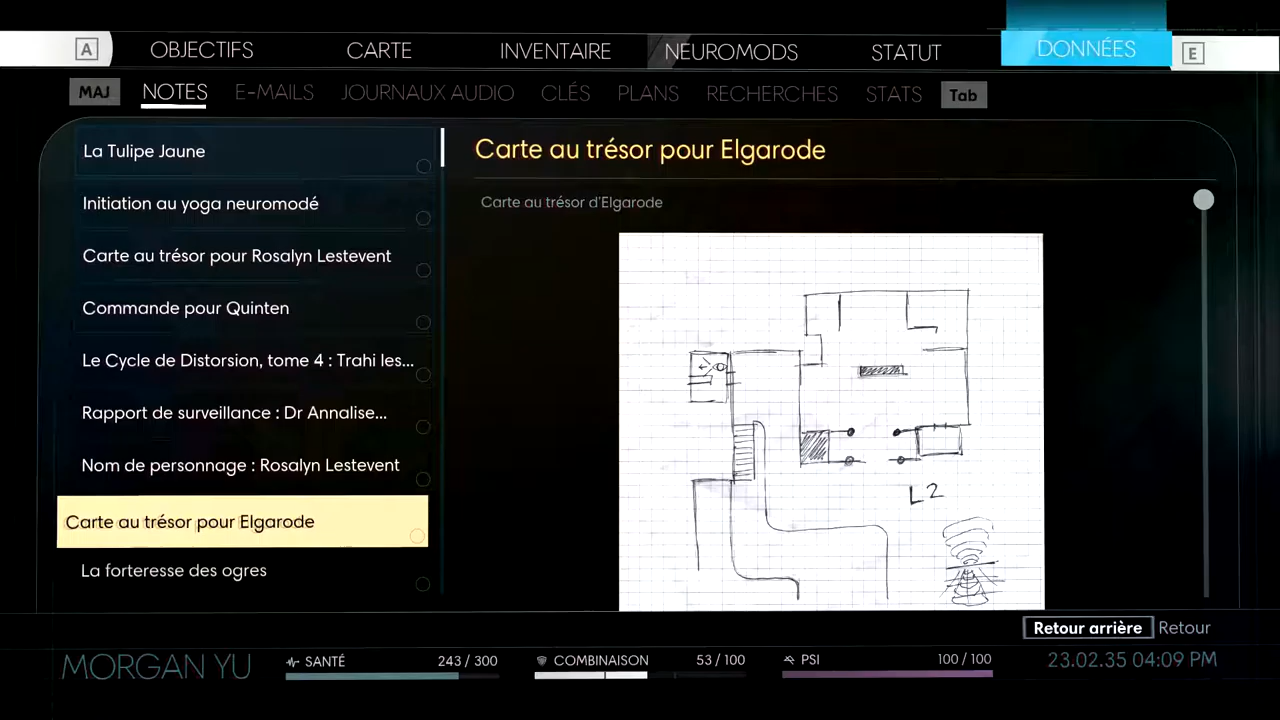 A OBJECTIFS CARTE INVENTAIRE NEUROMODS STATUT DONNÉES E
MAJ NOTES E-MAILS JOURNAUX AUDIO CLÉS PLANS RECHERCHES STATS Tab
La Tulipe Jaune
Initiation au yoga neuromodé
Carte au trésor pour Rosalyn Lestevent
Commande pour Quinten
Le Cycle de Distorsion, tome 4 : Trahi les...
Rapport de surveillance : Dr Annalise...
Nom de personnage : Rosalyn Lestevent
Carte au trésor pour Elgarode
La forteresse des ogres
Carte au trésor pour Elgarode
Carte au trésor d'Elgarode
L2
Retour arrière Retour
MORGAN YU SANTÉ 243 / 300 COMBINAISON 53 / 100 PSI 100 / 100 23.02.35 04:09 PM